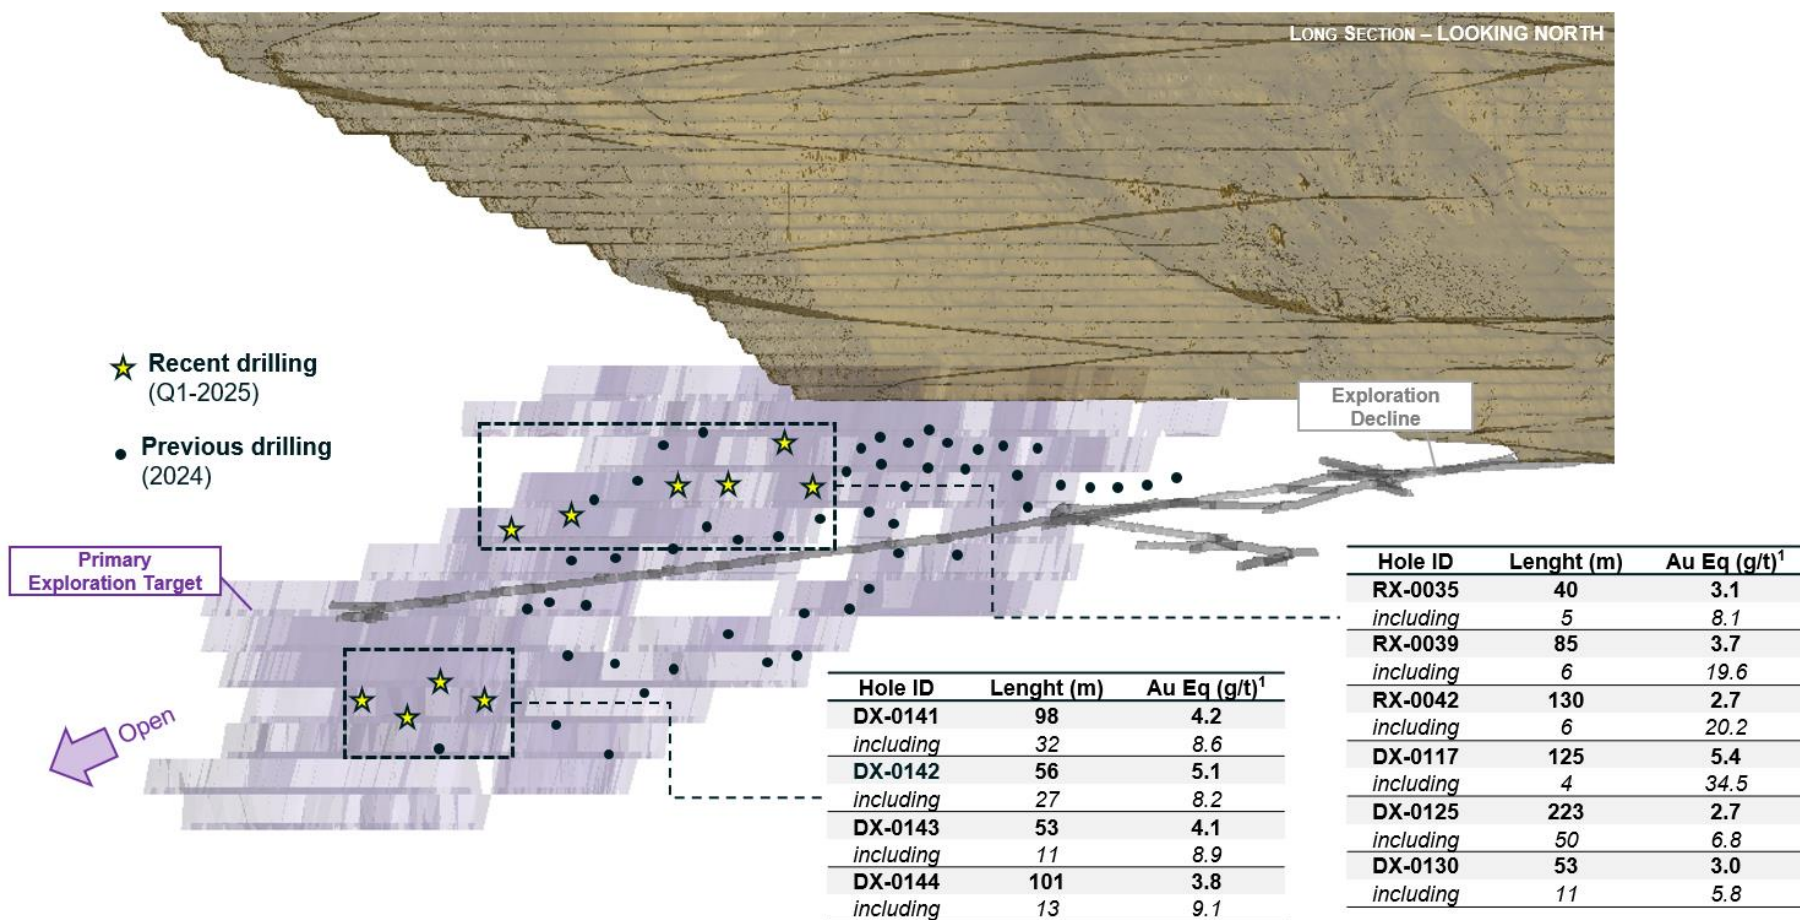 LONG SECTION – LOOKING NORTH
Recent drilling
(Q1-2025)
Previous drilling
(2024)
Exploration
Decline
Primary
Exploration Target
Open
Hole ID Lenght (m) Au Eq (g/t)1
DX-0141 98 4.2
including 32 8.6
DX-0142 56 5.1
including 27 8.2
DX-0143 53 4.1
including 11 8.9
DX-0144 101 3.8
including 13 9.1
Hole ID Lenght (m) Au Eq (g/t)1
RX-0035 40 3.1
including 5 8.1
RX-0039 85 3.7
including 6 19.6
RX-0042 130 2.7
including 6 20.2
DX-0117 125 5.4
including 4 34.5
DX-0125 223 2.7
including 50 6.8
DX-0130 53 3.0
including 11 5.8